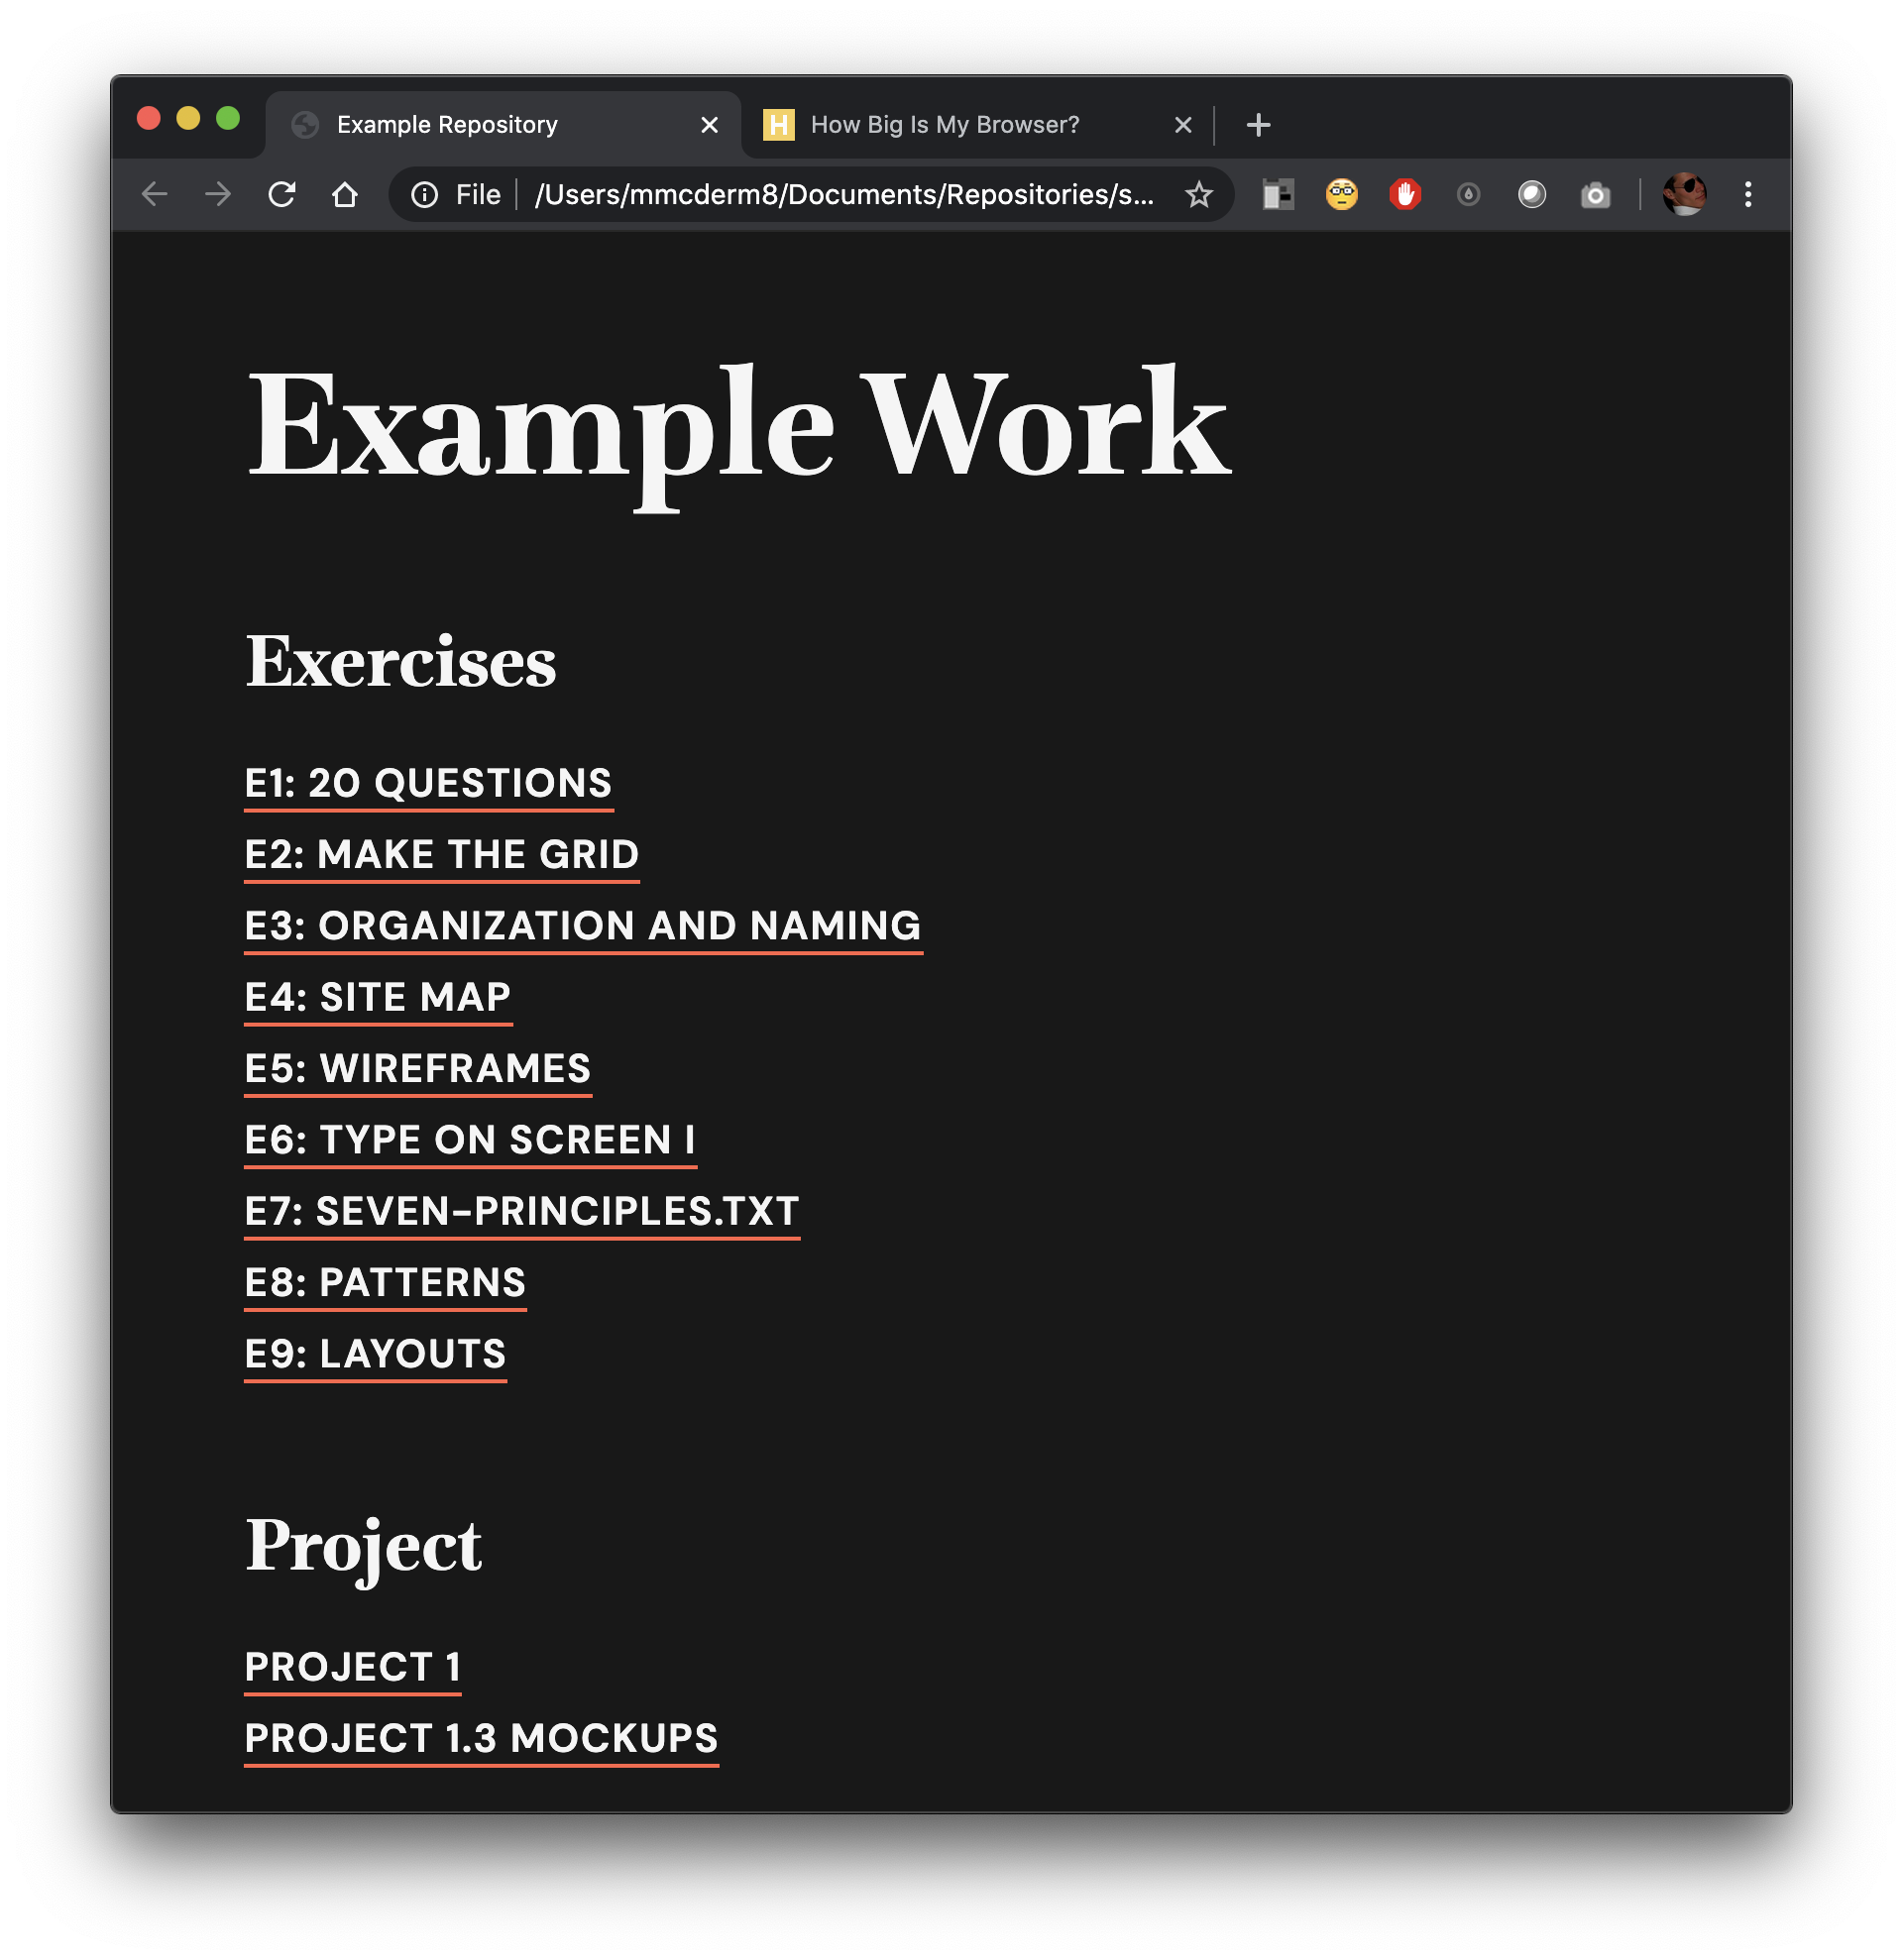 Example Repository
H How Big Is My Browser?
File /Users/mmcderm8/Documents/Repositories/s...
Example Work
Exercises
E1: 20 QUESTIONS
E2: MAKE THE GRID
E3: ORGANIZATION AND NAMING
E4: SITE MAP
E5: WIREFRAMES
E6: TYPE ON SCREEN I
E7: SEVEN-PRINCIPLES.TXT
E8: PATTERNS
E9: LAYOUTS
Project
PROJECT 1
PROJECT 1.3 MOCKUPS